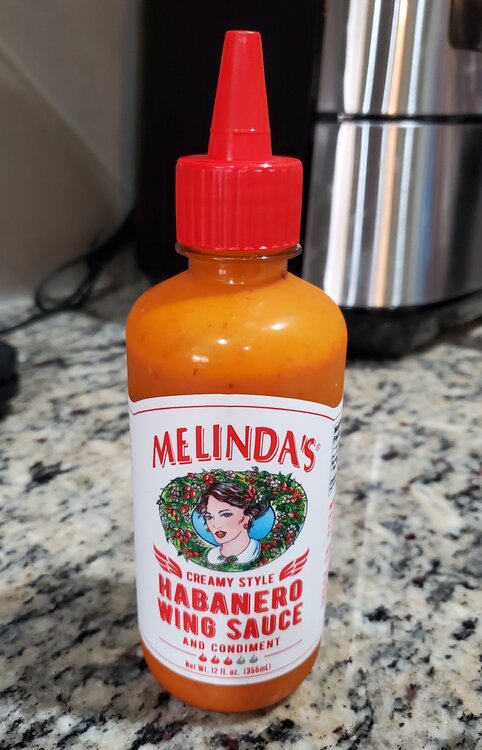 MELINDA'S®
CREAMY STYLE
HABANERO
WING SAUCE
AND CONDIMENT
Net Wt. 12 fl. oz. (355mL)